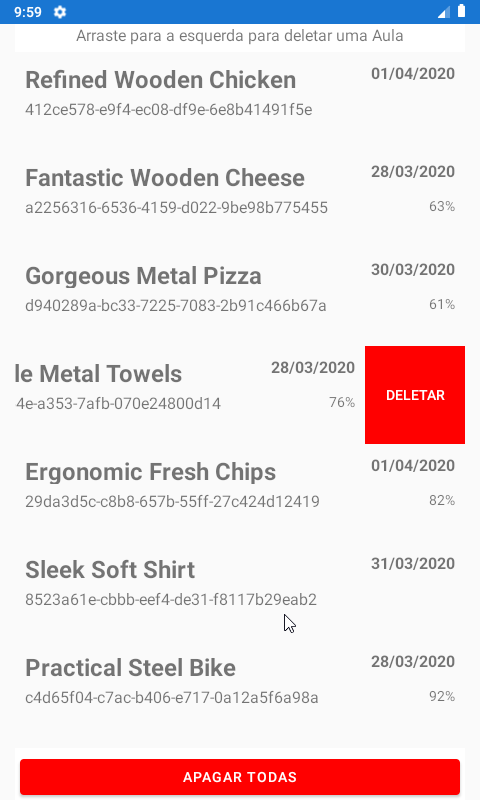 9:59
Arraste para a esquerda para deletar uma Aula
Refined Wooden Chicken 01/04/2020
412ce578-e9f4-ec08-df9e-6e8b41491f5e
Fantastic Wooden Cheese 28/03/2020
a2256316-6536-4159-d022-9be98b775455 63%
Gorgeous Metal Pizza 30/03/2020
d940289a-bc33-7225-7083-2b91c466b67a 61%
le Metal Towels 28/03/2020
4e-a353-7afb-070e24800d14 76%
DELETAR
Ergonomic Fresh Chips 01/04/2020
29da3d5c-c8b8-657b-55ff-27c424d12419 82%
Sleek Soft Shirt 31/03/2020
8523a61e-cbbb-eef4-de31-f8117b29eab2
Practical Steel Bike 28/03/2020
c4d65f04-c7ac-b406-e717-0a12a5f6a98a 92%
APAGAR TODAS